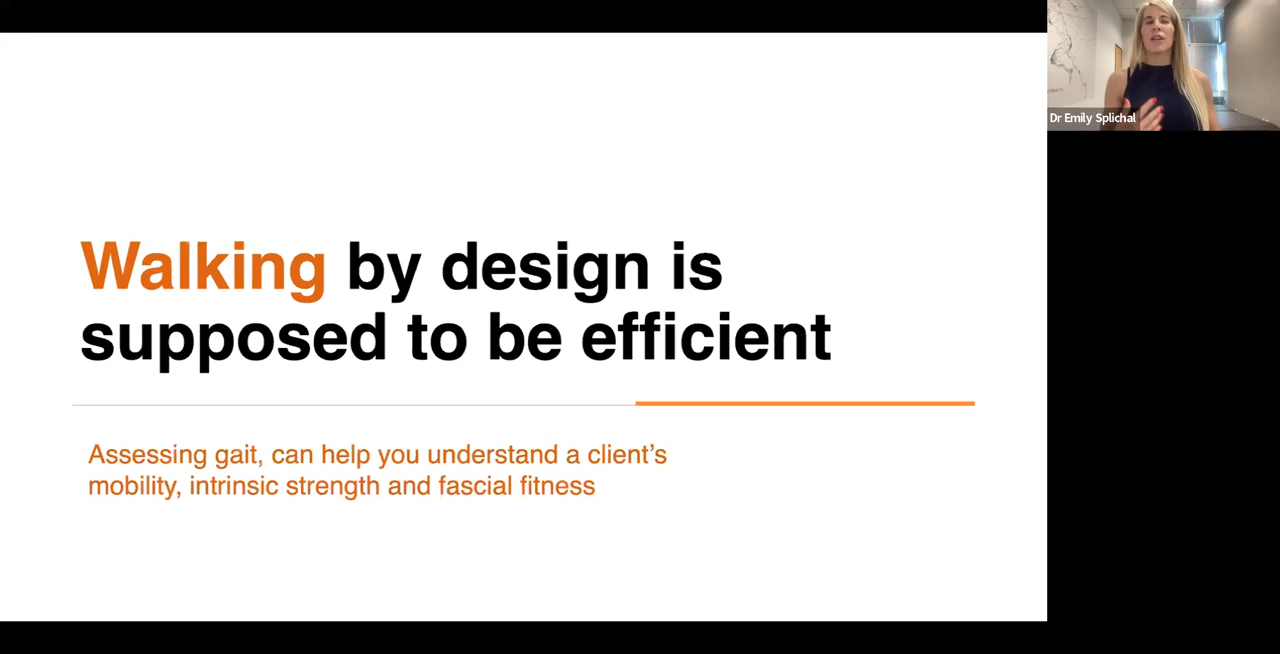 Walking by design is
supposed to be efficient
Assessing gait, can help you understand a client's
mobility, intrinsic strength and fascial fitness
Dr Emily Splichal